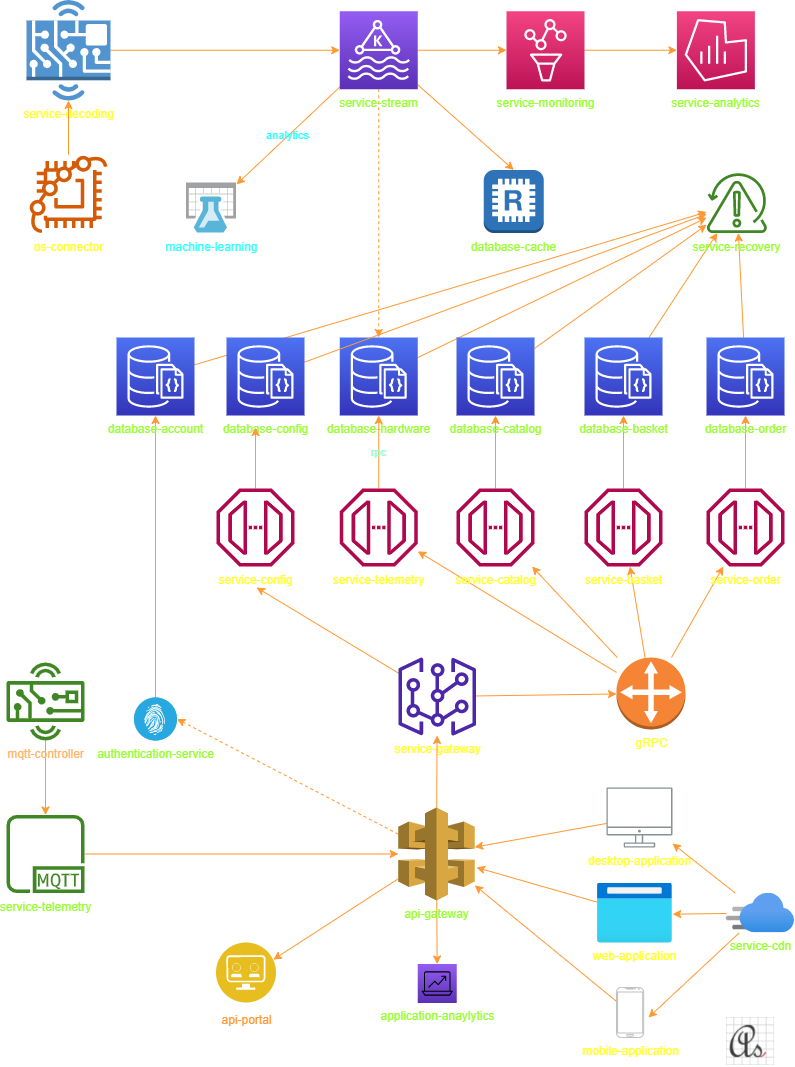 K
service-decoding
service-stream
service-monitoring
service-analytics
analytics
R
os-connector
machine-learning
database-cache
service-recovery
{}
{}
{}
{}
{}
{}
database-account
database-config
database-hardware
database-catalog
database-basket
database-order
rpc
service-config
service-telemetry
service-catalog
service-basket
service-order
mqtt-controller
authentication-service
service-gateway
gRPC
MQTT
service-telemetry
api-gateway
desktop-application
web-application
service-cdn
api-portal
application-anaylytics
mobile-application